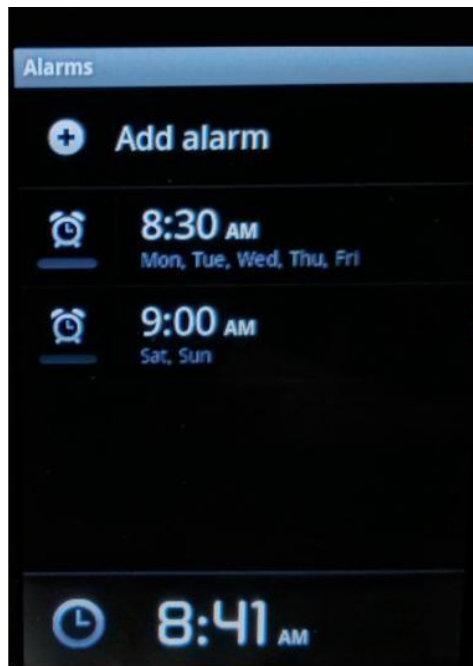 Alarms
Add alarm
8:30 AM
Mon, Tue, Wed, Thu, Fri
9:00 AM
Sat, Sun
8:41 AM